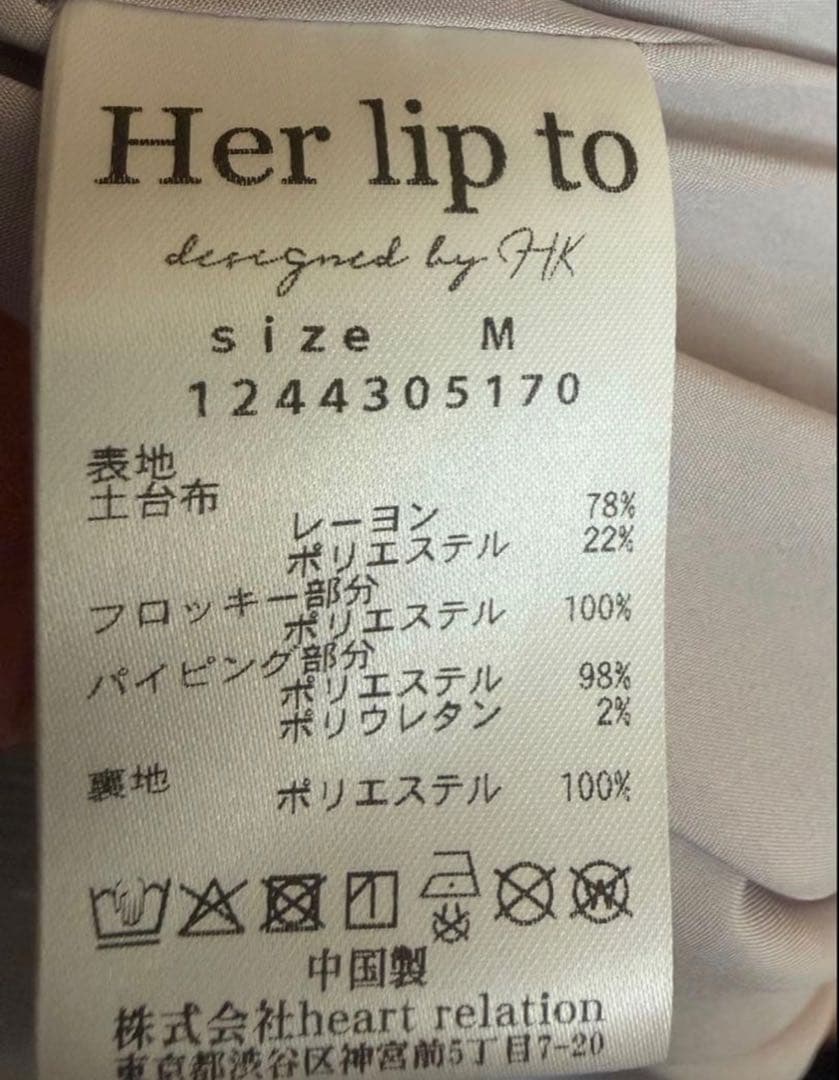 Her lip to
designed by HK
size M
1244305170
表地
土台布
レーヨン 78%
ポリエステル 22%
フロッキー部分
ポリエステル 100%
パイピング部分
ポリエステル 98%
ポリウレタン 2%
裏地 ポリエステル 100%
W
中国製
株式会社heart relation
東京都渋谷区神宮前5丁目7-20